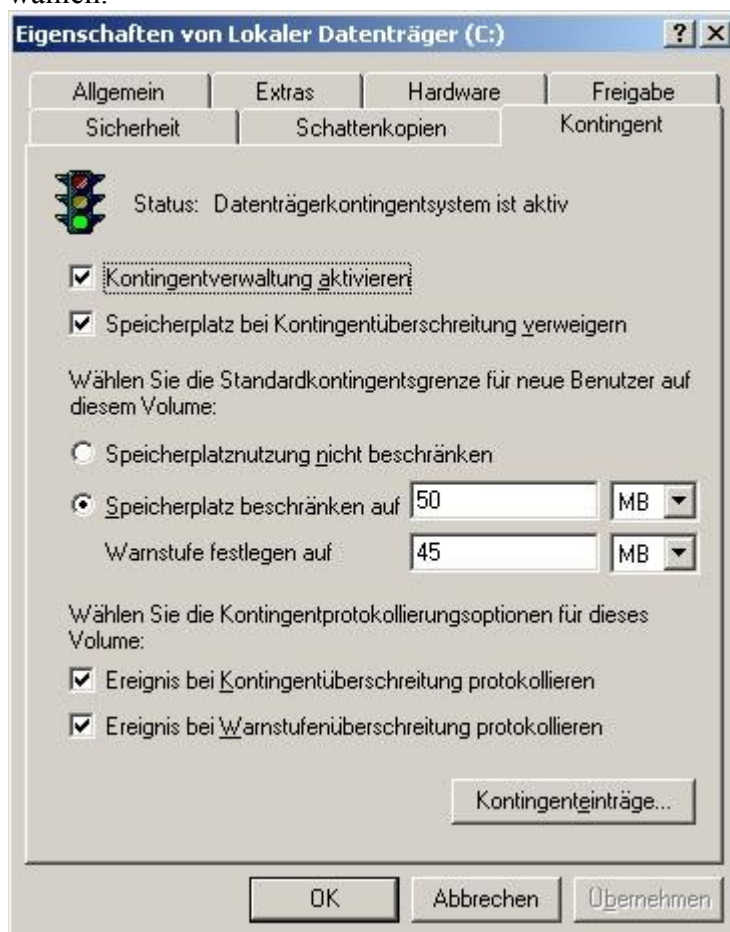 wählen.
Eigenschaften von Lokaler Datenträger (C:)
Allgemein Extras Hardware Freigabe
Sicherheit Schattenkopien Kontingent
Status: Datenträgerkontingentsystem ist aktiv
Kontingentverwaltung aktivieren
Speicherplatz bei Kontingentüberschreitung verweigern
Wählen Sie die Standardkontingentsgrenze für neue Benutzer auf
diesem Volume:
Speicherplatznutzung nicht beschränken
Speicherplatz beschränken auf 50 MB
Warnstufe festlegen auf 45 MB
Wählen Sie die Kontingentprotokollierungsoptionen für dieses
Volume:
Ereignis bei Kontingentüberschreitung protokollieren
Ereignis bei Warnstufenüberschreitung protokollieren
Kontingenteinträge...
OK Abbrechen Übernehmen